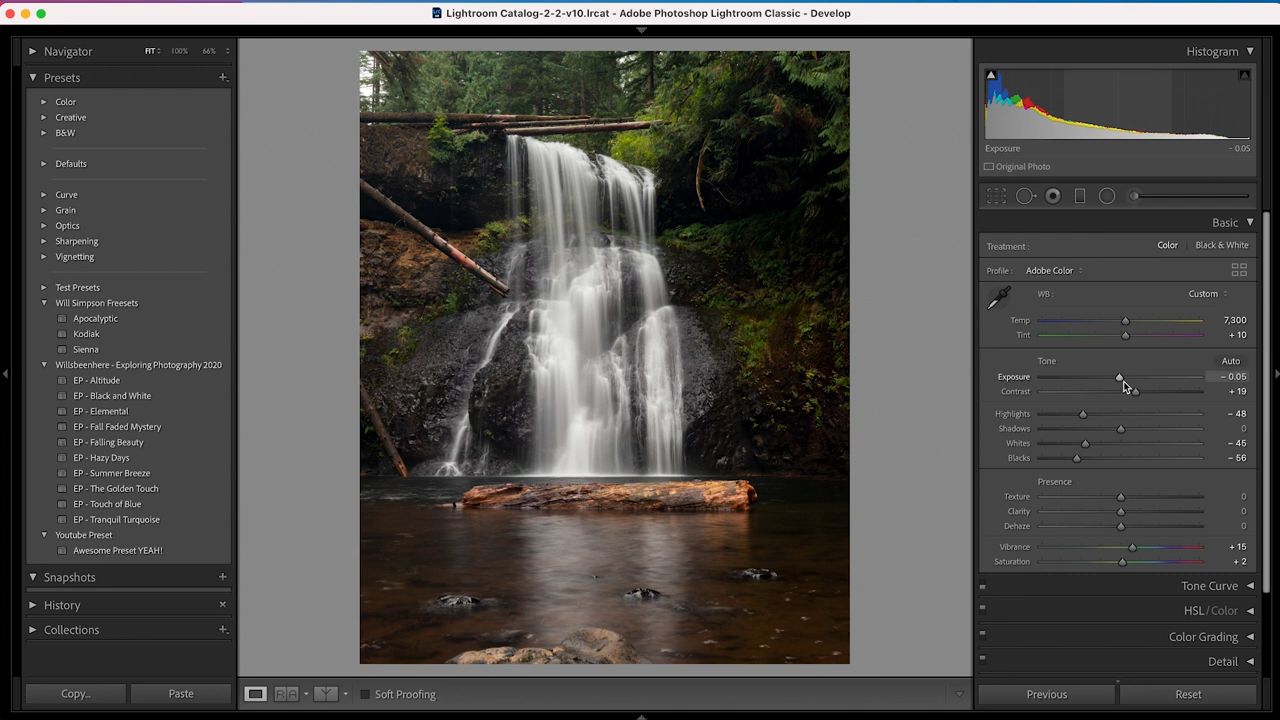 Lightroom Catalog-2-2-v10.lrcat - Adobe Photoshop Lightroom Classic - Develop
Navigator FIT 100% 66%
Presets
Color
Creative
B&W
Defaults
Curve
Grain
Optics
Sharpening
Vignetting
Test Presets
Will Simpson Freesets
Apocalyptic
Kodiak
Sienna
Willsbeenhere - Exploring Photography 2020
EP - Altitude
EP - Black and White
EP - Elemental
EP - Fall Faded Mystery
EP - Falling Beauty
EP - Hazy Days
EP - Summer Breeze
EP - The Golden Touch
EP - Touch of Blue
EP - Tranquil Turquoise
Youtube Preset
Awesome Preset YEAH!
Snapshots
History
Collections
Copy... Paste
RA Y Soft Proofing
Histogram
Exposure - 0.05
Original Photo
Basic
Treatment : Color Black & White
Profile : Adobe Color
WB : Custom
Temp 7,300
Tint + 10
Tone Auto
Exposure - 0.05
Contrast + 19
Highlights - 48
Shadows 0
Whites - 45
Blacks - 56
Presence
Texture 0
Clarity 0
Dehaze 0
Vibrance + 15
Saturation + 2
Tone Curve
HSL / Color
Color Grading
Detail
Previous Reset